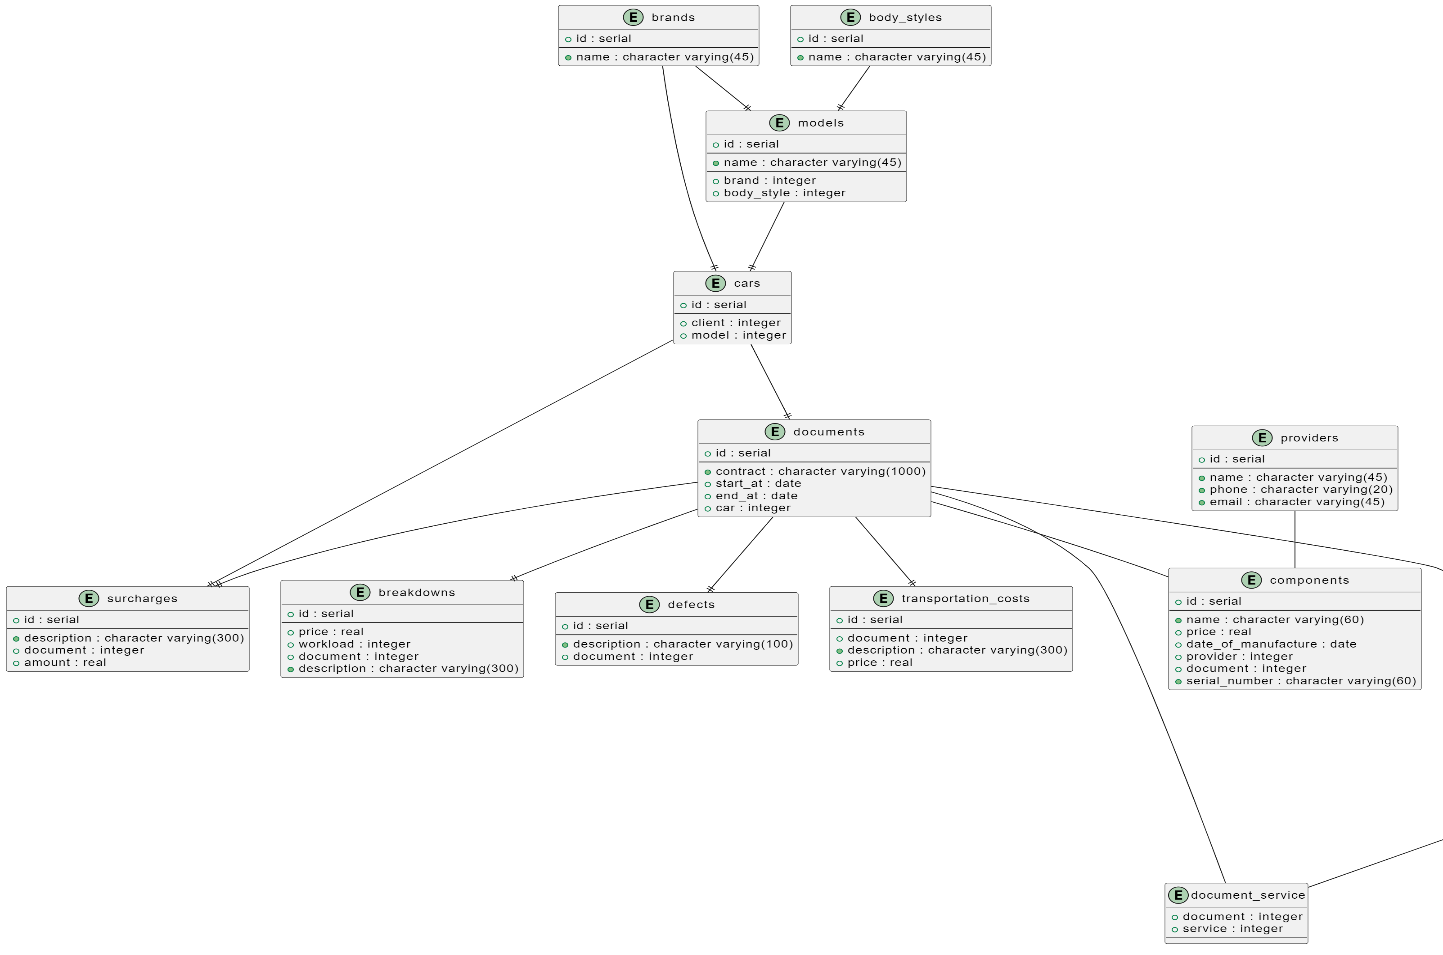 E brands
id : serial
name : character varying(45)
E body_styles
id : serial
name : character varying(45)
E models
id : serial
name : character varying(45)
brand : integer
body_style : integer
E cars
id : serial
client : integer
model : integer
E documents
id : serial
contract : character varying(1000)
start_at : date
end_at : date
car : integer
E providers
id : serial
name : character varying(45)
phone : character varying(20)
email : character varying(45)
E surcharges
id : serial
description : character varying(300)
document : integer
amount : real
E breakdowns
id : serial
price : real
workload : integer
document : integer
description : character varying(300)
E defects
id : serial
description : character varying(100)
document : integer
E transportation_costs
id : serial
document : integer
description : character varying(300)
price : real
E components
id : serial
name : character varying(60)
price : real
date_of_manufacture : date
provider : integer
document : integer
serial_number : character varying(60)
E document_service
document : integer
service : integer